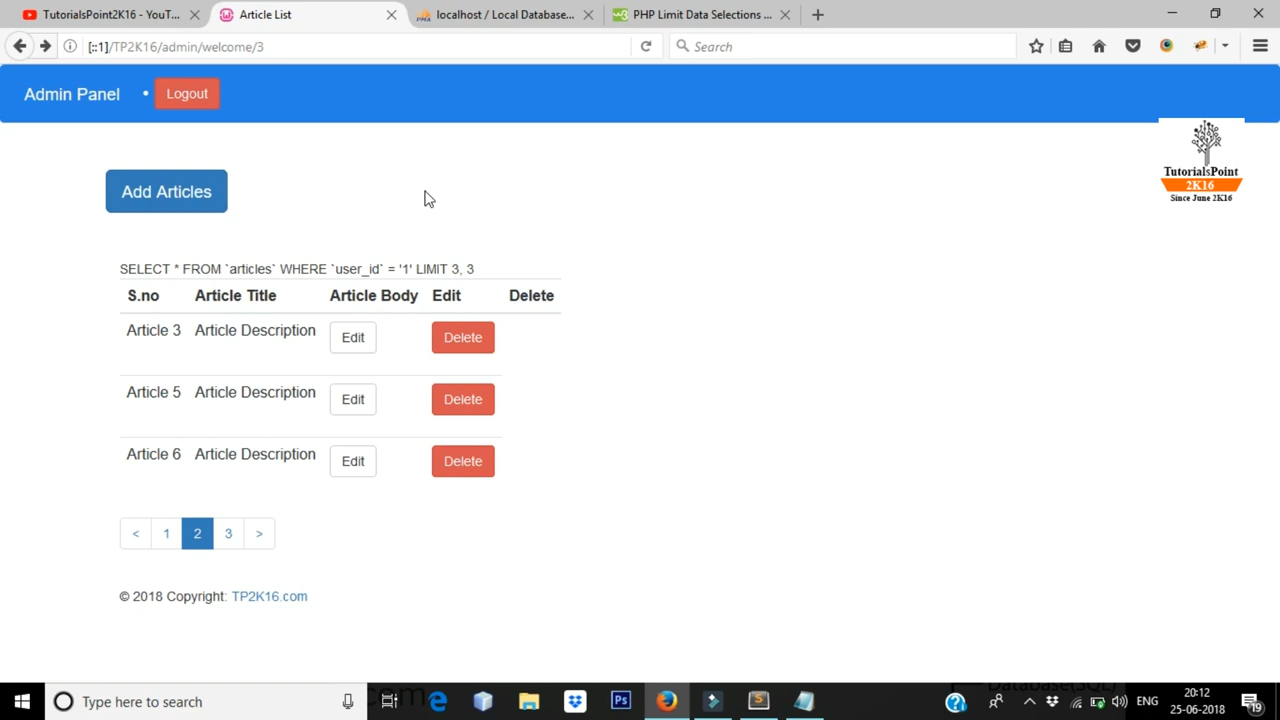 TutorialsPoint2K16 - YouT...
Article List
localhost / Local Database...
PHP Limit Data Selections ...
[::1]/TP2K16/admin/welcome/3
Search
Admin Panel
• Logout
TutorialsPoint
2K16
Since June 2K16
Add Articles
SELECT * FROM `articles` WHERE `user_id` = '1' LIMIT 3, 3
S.no Article Title Article Body Edit Delete
Article 3 Article Description Edit Delete
Article 5 Article Description Edit Delete
Article 6 Article Description Edit Delete
< 1 2 3 >
© 2018 Copyright: TP2K16.com
Database(SQL)
Type here to search
ENG
20:12
25-06-2018
19